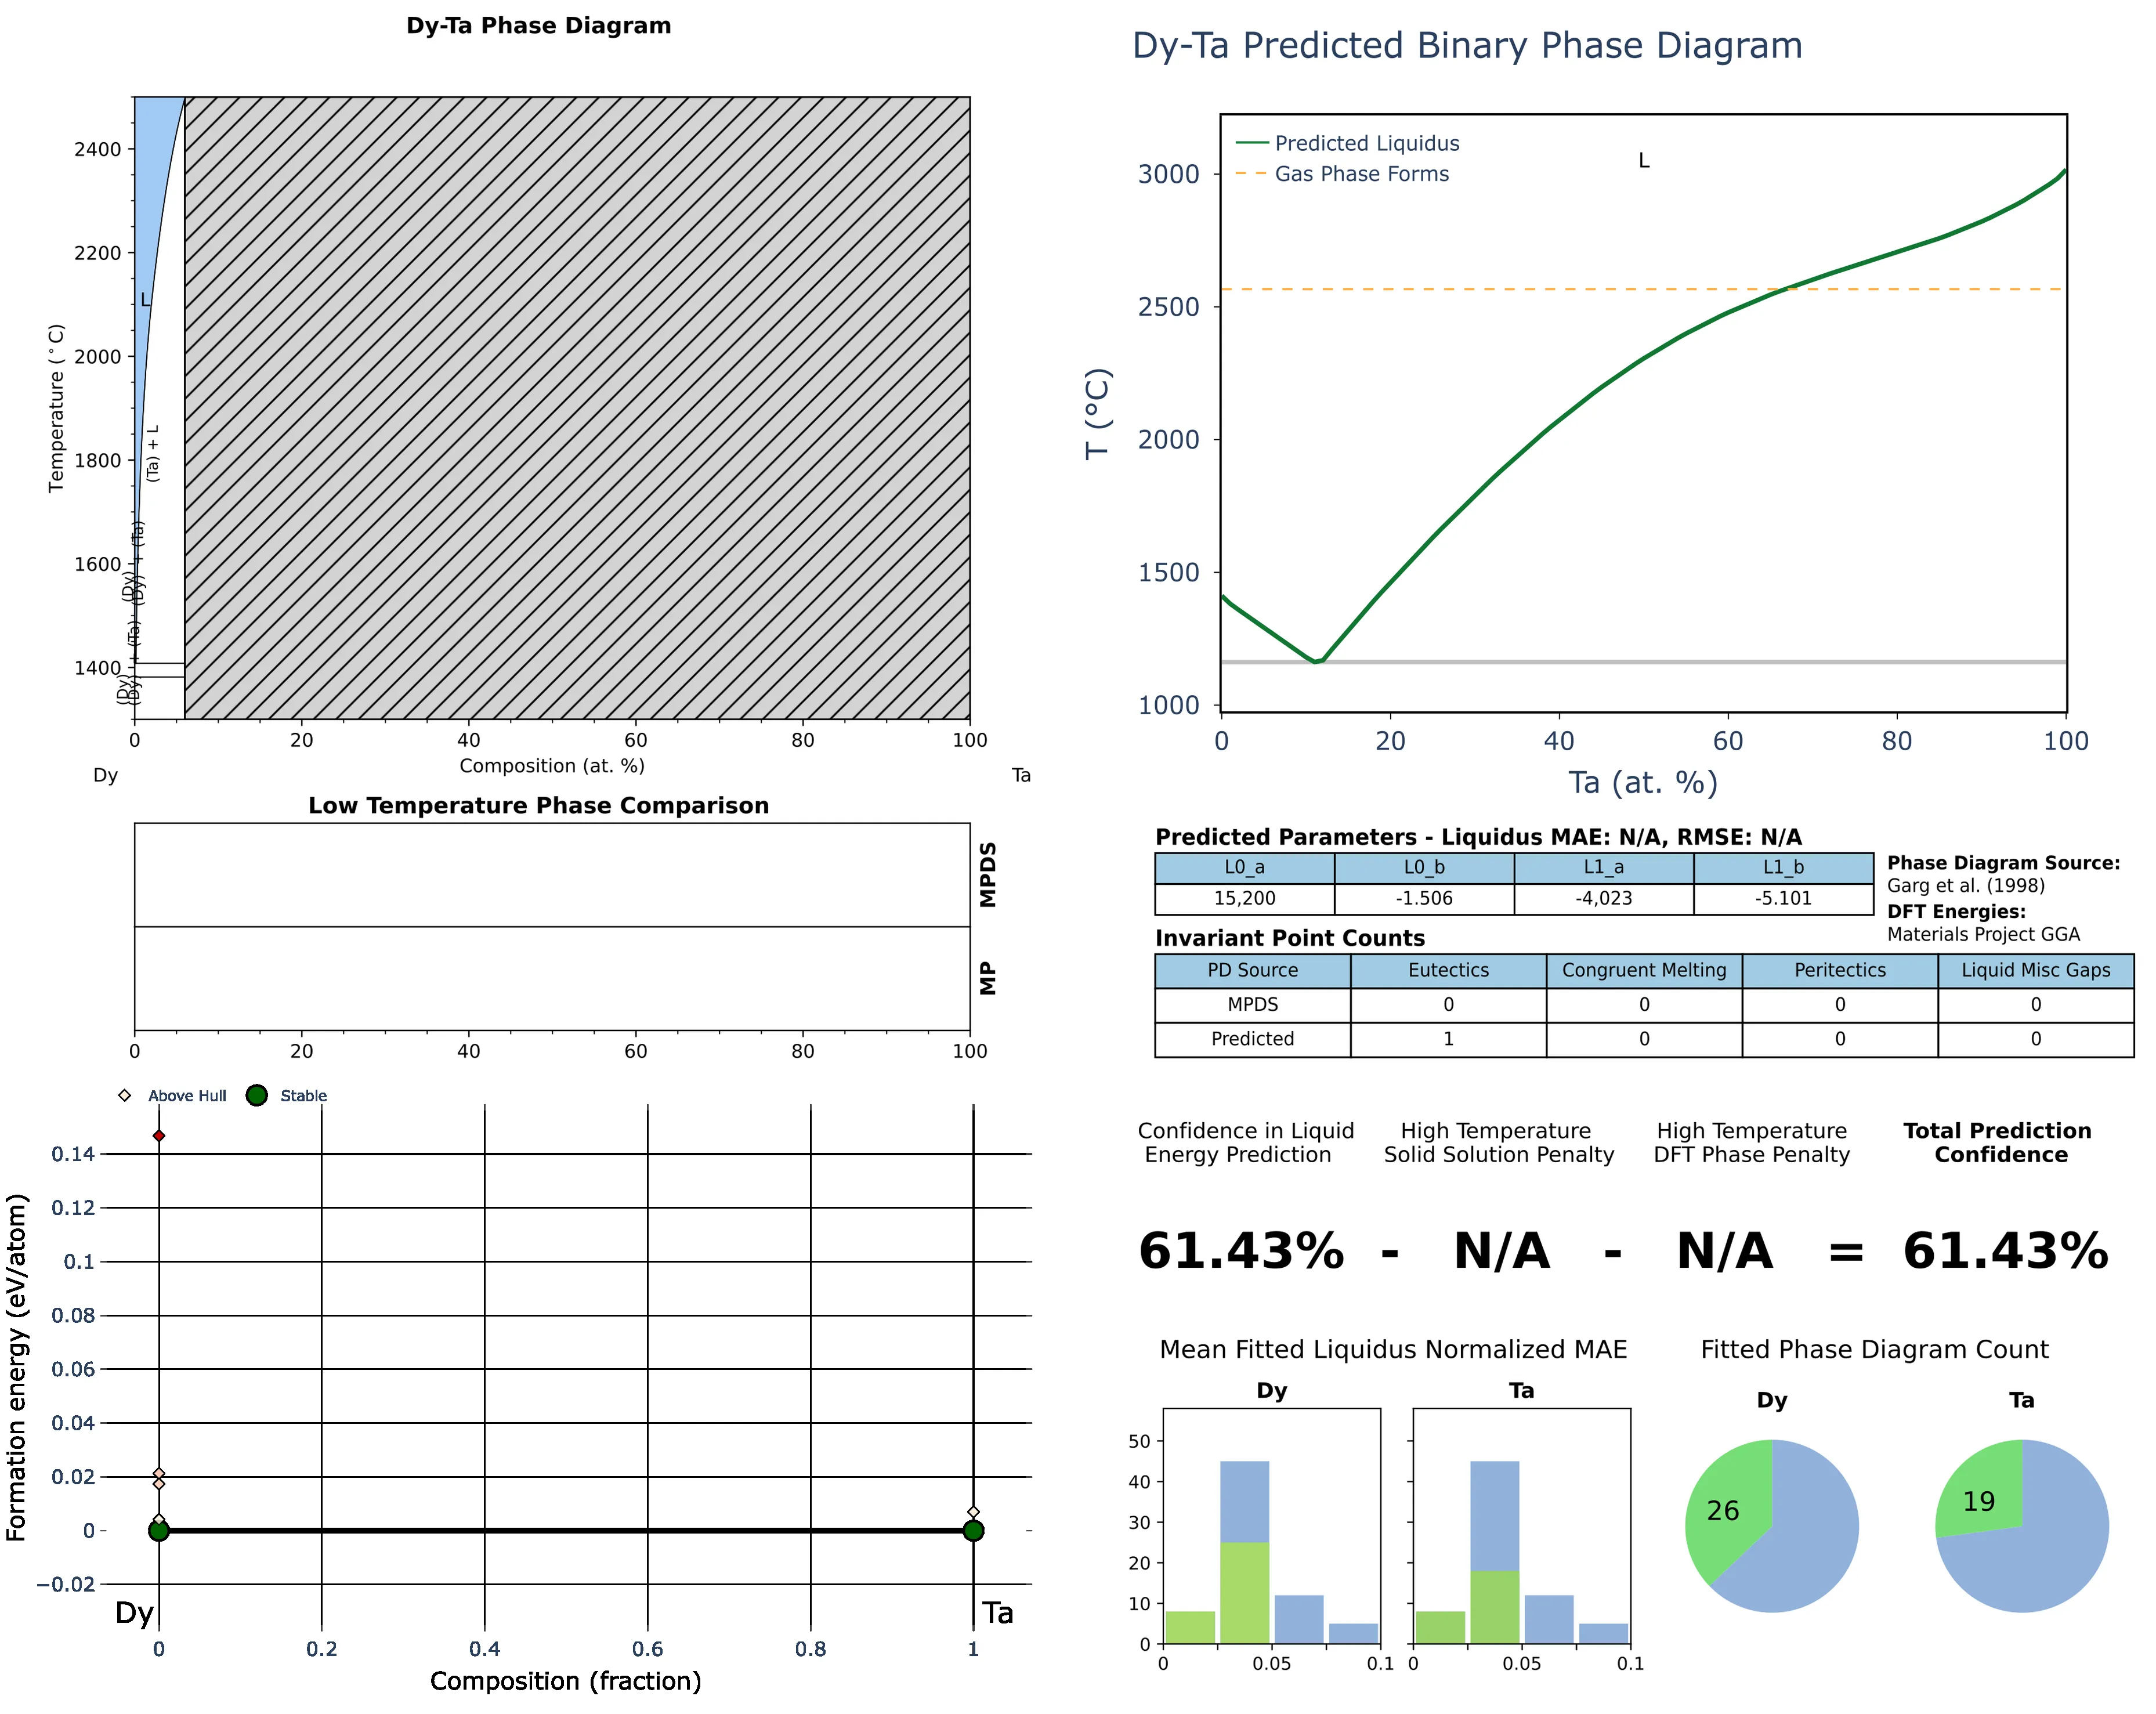 Dy-Ta Phase Diagram
2400
2200
2000
1800
1600
1400
Temperature (°C)
L
(Ta) + L
(Dy) + (Ta)
(Dy)
(Dy) + (Ta)
(Dy)
0 20 40 60 80 100
Composition (at. %)
Dy Ta
Low Temperature Phase Comparison
MPDS
MP
0 20 40 60 80 100
Above Hull Stable
0.14
0.12
0.1
0.08
0.06
0.04
0.02
0
−0.02
Formation energy (eV/atom)
Dy Ta
0 0.2 0.4 0.6 0.8 1
Composition (fraction)
Dy-Ta Predicted Binary Phase Diagram
Predicted Liquidus
Gas Phase Forms
L
3000
2500
2000
1500
1000
T (°C)
0 20 40 60 80 100
Ta (at. %)
Predicted Parameters - Liquidus MAE: N/A, RMSE: N/A
L0_a L0_b L1_a L1_b
15,200 -1.506 -4,023 -5.101
Phase Diagram Source:
Garg et al. (1998)
DFT Energies:
Materials Project GGA
Invariant Point Counts
PD Source Eutectics Congruent Melting Peritectics Liquid Misc Gaps
MPDS 0 0 0 0
Predicted 1 0 0 0
Confidence in Liquid
Energy Prediction
High Temperature
Solid Solution Penalty
High Temperature
DFT Phase Penalty
Total Prediction
Confidence
61.43% - N/A - N/A = 61.43%
Mean Fitted Liquidus Normalized MAE
Dy Ta
50
40
30
20
10
0
0 0.05 0.1 0 0.05 0.1
Fitted Phase Diagram Count
Dy Ta
26 19